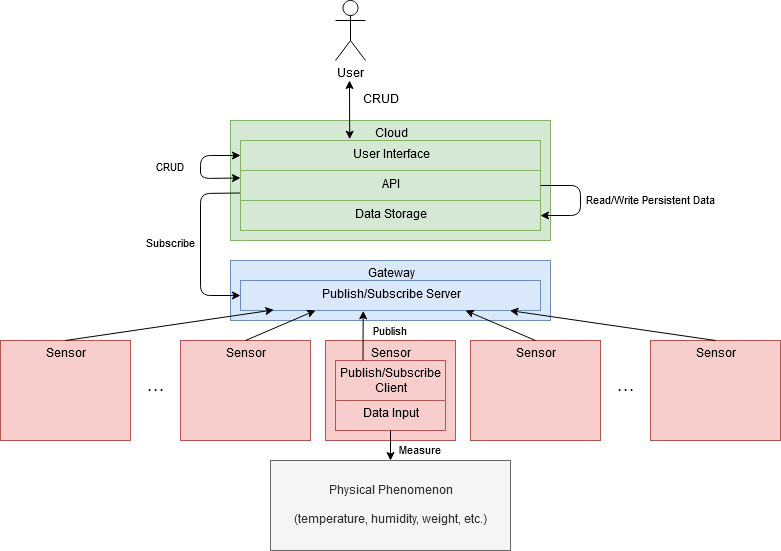 User
CRUD
Cloud
User Interface
CRUD
API
Read/Write Persistent Data
Data Storage
Subscribe
Gateway
Publish/Subscribe Server
Publish
Sensor
Sensor
Sensor
Sensor
Sensor
Publish/Subscribe
Client
...
...
Data Input
Measure
Physical Phenomenon
(temperature, humidity, weight, etc.)